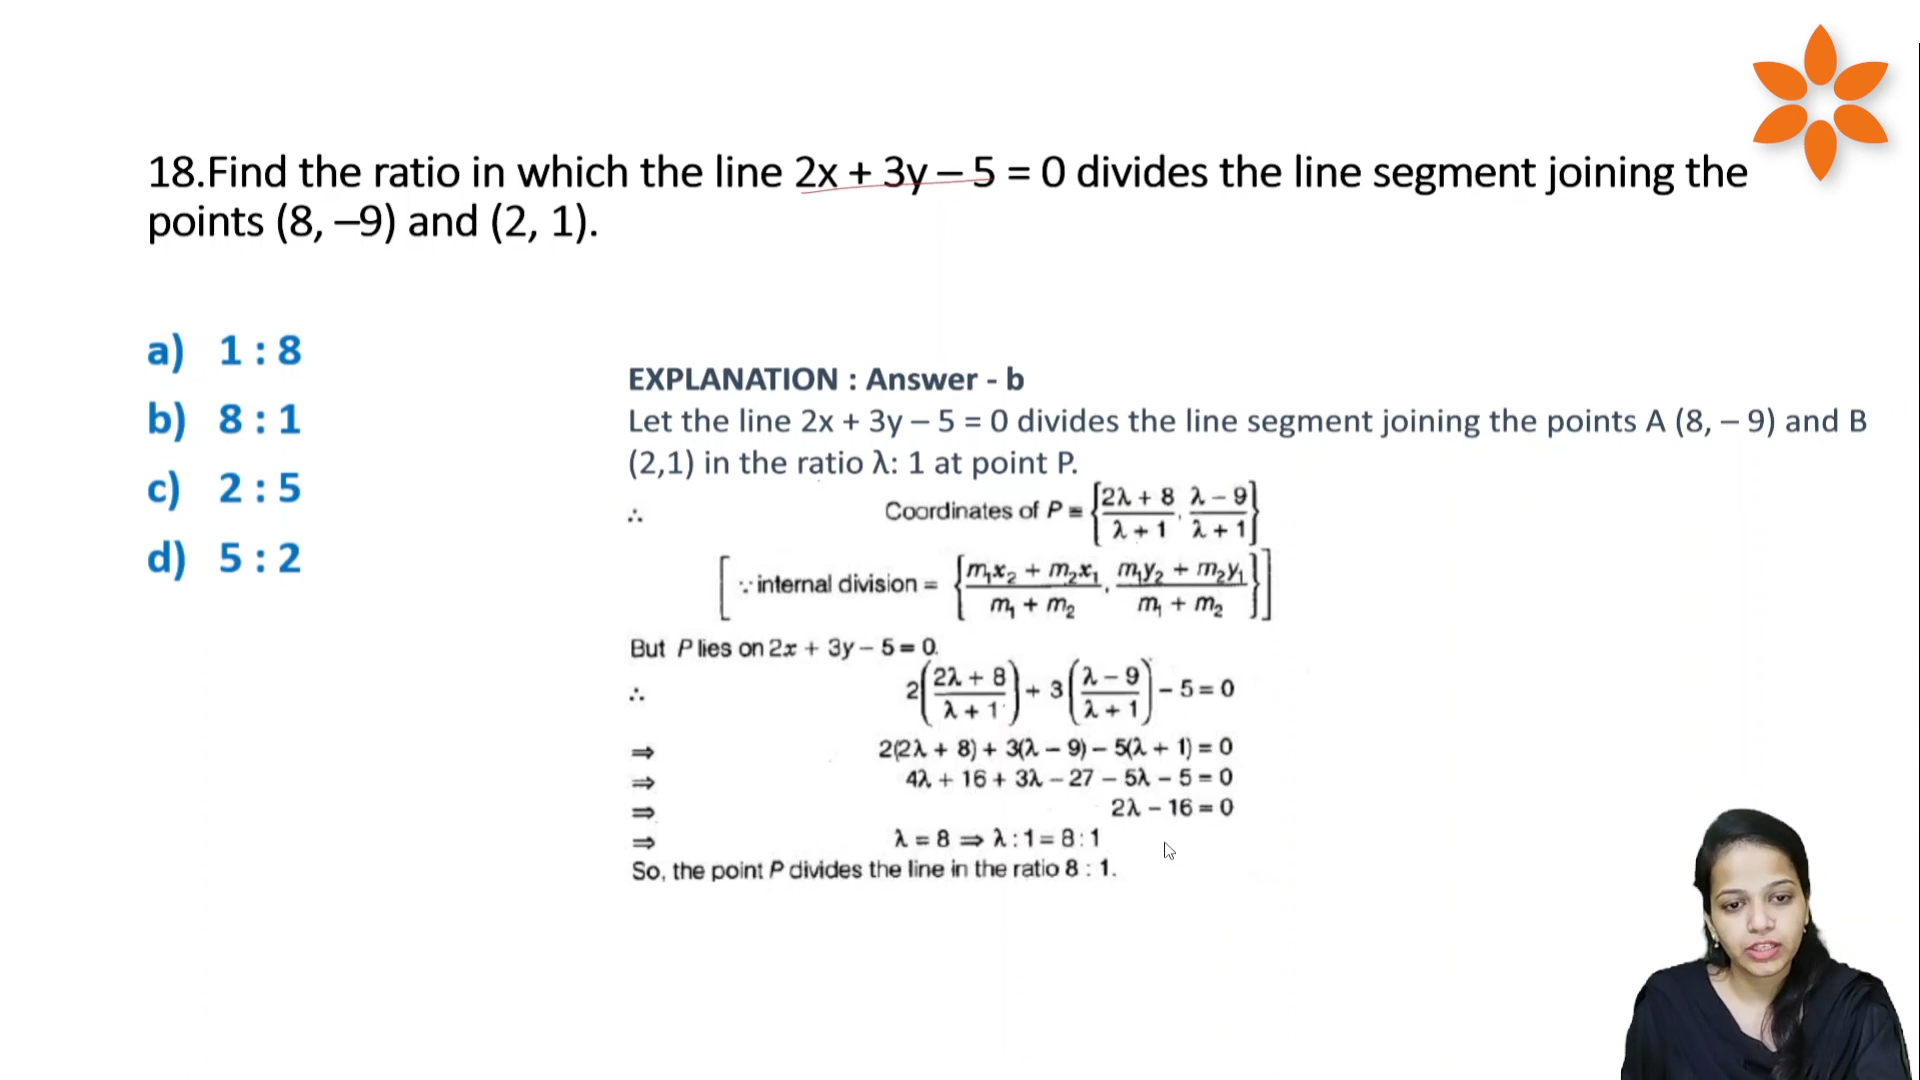 18.Find the ratio in which the line 2x + 3y – 5 = 0 divides the line segment joining the
points (8, –9) and (2, 1).
a) 1 : 8
b) 8 : 1
c) 2 : 5
d) 5 : 2
EXPLANATION : Answer - b
Let the line 2x + 3y – 5 = 0 divides the line segment joining the points A (8, – 9) and B
(2,1) in the ratio λ: 1 at point P.
∴ Coordinates of P ≡ {(2λ + 8)/(λ + 1), (λ – 9)/(λ + 1)}
[∵ internal division = {(m₁x₂ + m₂x₁)/(m₁ + m₂), (m₁y₂ + m₂y₁)/(m₁ + m₂)}]
But P lies on 2x + 3y – 5 = 0.
∴ 2((2λ + 8)/(λ + 1)) + 3((λ – 9)/(λ + 1)) – 5 = 0
⇒ 2(2λ + 8) + 3(λ – 9) – 5(λ + 1) = 0
⇒ 4λ + 16 + 3λ – 27 – 5λ – 5 = 0
⇒ 2λ – 16 = 0
⇒ λ = 8 ⇒ λ : 1 = 8 : 1
So, the point P divides the line in the ratio 8 : 1.